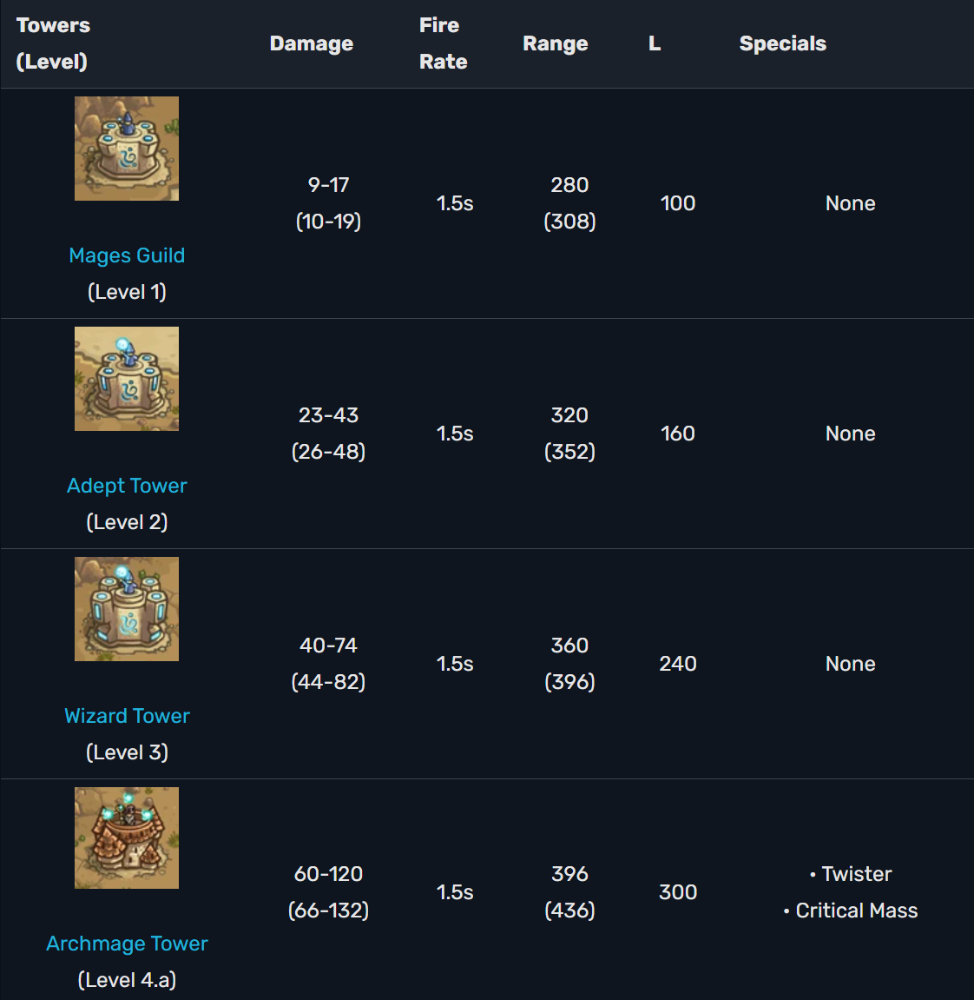 Towers
(Level)
Damage
Fire
Rate
Range
L
Specials
Mages Guild
(Level 1)
9-17
(10-19)
1.5s
280
(308)
100
None
Adept Tower
(Level 2)
23-43
(26-48)
1.5s
320
(352)
160
None
Wizard Tower
(Level 3)
40-74
(44-82)
1.5s
360
(396)
240
None
Archmage Tower
(Level 4.a)
60-120
(66-132)
1.5s
396
(436)
300
• Twister
• Critical Mass